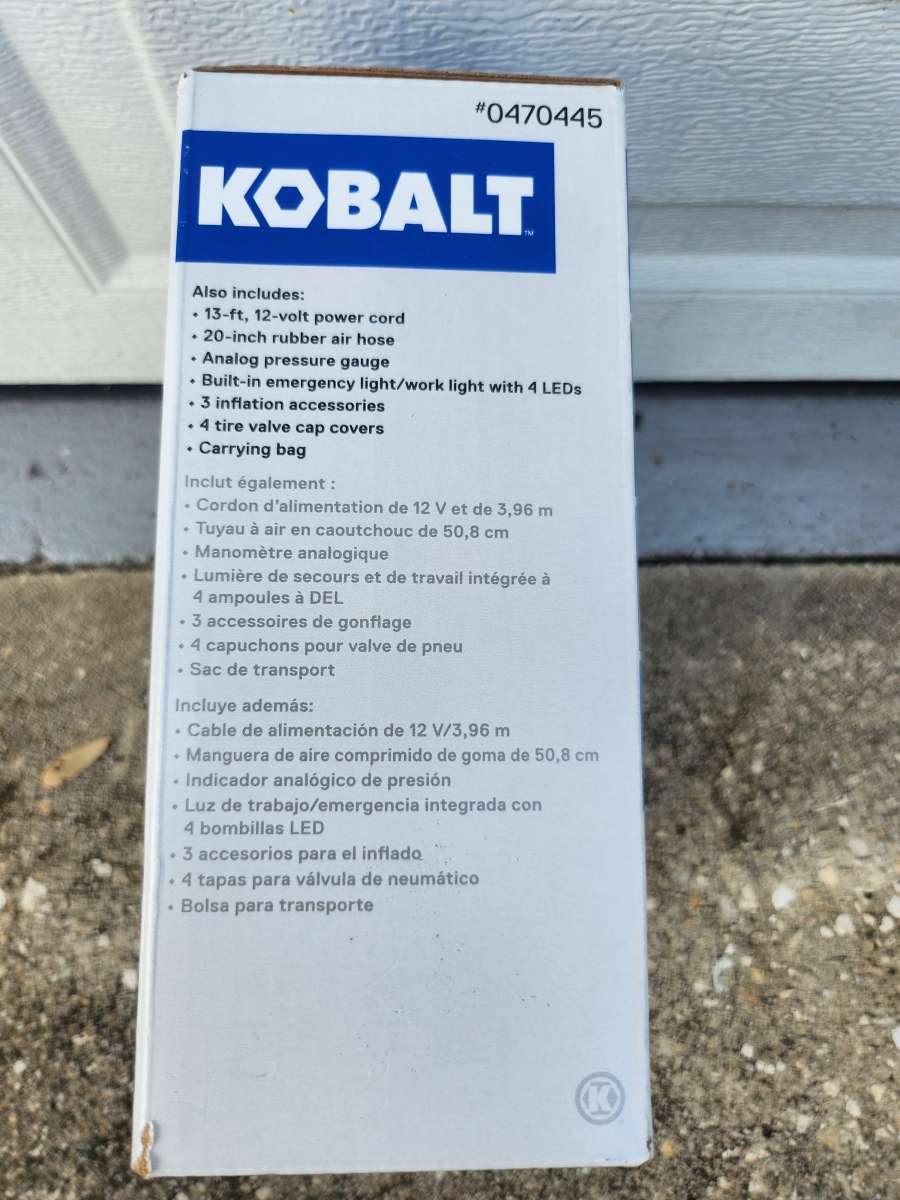 #0470445
KOBALT™
Also includes:
• 13-ft, 12-volt power cord
• 20-inch rubber air hose
• Analog pressure gauge
• Built-in emergency light/work light with 4 LEDs
• 3 inflation accessories
• 4 tire valve cap covers
• Carrying bag
Inclut également :
• Cordon d'alimentation de 12 V et de 3,96 m
• Tuyau à air en caoutchouc de 50,8 cm
• Manomètre analogique
• Lumière de secours et de travail intégrée à
4 ampoules à DEL
• 3 accessoires de gonflage
• 4 capuchons pour valve de pneu
• Sac de transport
Incluye además:
• Cable de alimentación de 12 V/3,96 m
• Manguera de aire comprimido de goma de 50,8 cm
• Indicador analógico de presión
• Luz de trabajo/emergencia integrada con
4 bombillas LED
• 3 accesorios para el inflado
• 4 tapas para válvula de neumático
• Bolsa para transporte
K